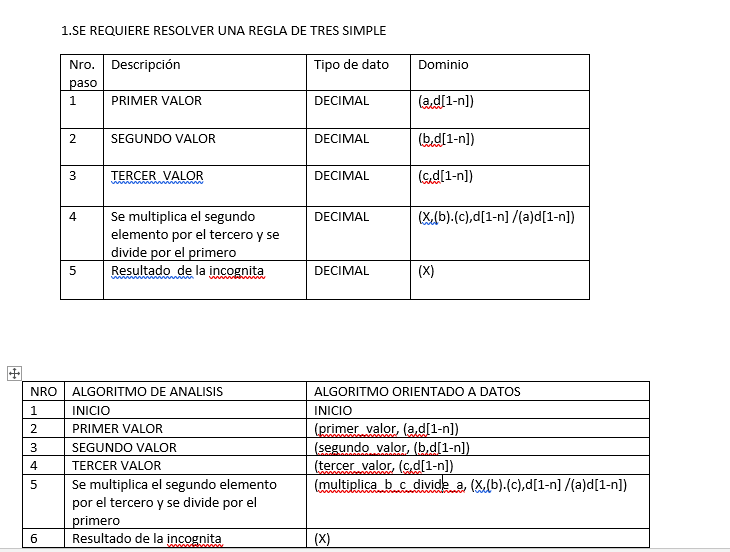 1.SE REQUIERE RESOLVER UNA REGLA DE TRES SIMPLE
Nro. Descripción Tipo de dato Dominio
paso
1 PRIMER VALOR DECIMAL (a,d[1-n])
2 SEGUNDO VALOR DECIMAL (b,d[1-n])
3 TERCER VALOR DECIMAL (c,d[1-n])
4 Se multiplica el segundo DECIMAL (X,(b).(c),d[1-n] /(a)d[1-n])
elemento por el tercero y se
divide por el primero
5 Resultado de la incognita DECIMAL (X)
NRO ALGORITMO DE ANALISIS ALGORITMO ORIENTADO A DATOS
1 INICIO INICIO
2 PRIMER VALOR (primer_valor, (a,d[1-n])
3 SEGUNDO VALOR (segundo_valor, (b,d[1-n])
4 TERCER VALOR (tercer_valor, (c,d[1-n])
5 Se multiplica el segundo elemento (multiplica_b_c_divide_a, (X,(b).(c),d[1-n] /(a)d[1-n])
por el tercero y se divide por el
primero
6 Resultado de la incognita (X)